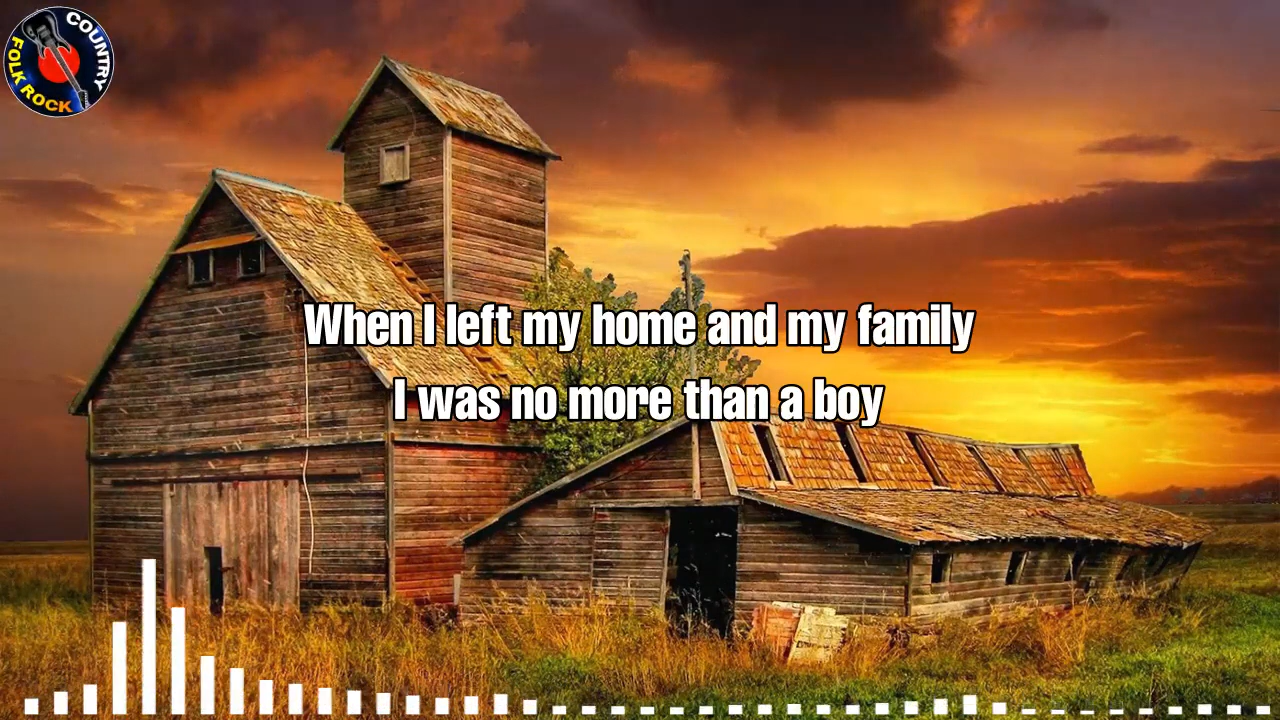 COUNTRY
FOLK ROCK
When I left my home and my family
I was no more than a boy